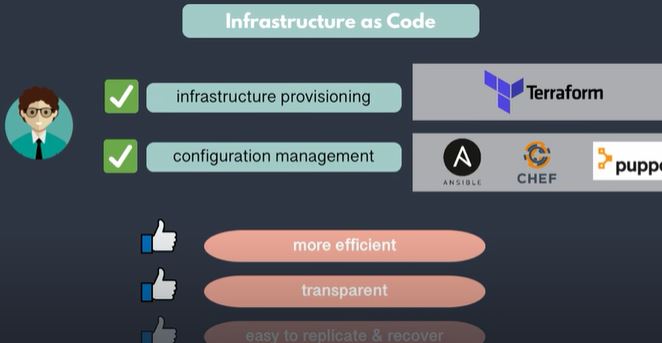 Infrastructure as Code
infrastructure provisioning
Terraform
configuration management
ANSIBLE
CHEF
puppe
more efficient
transparent
easy to replicate & recover